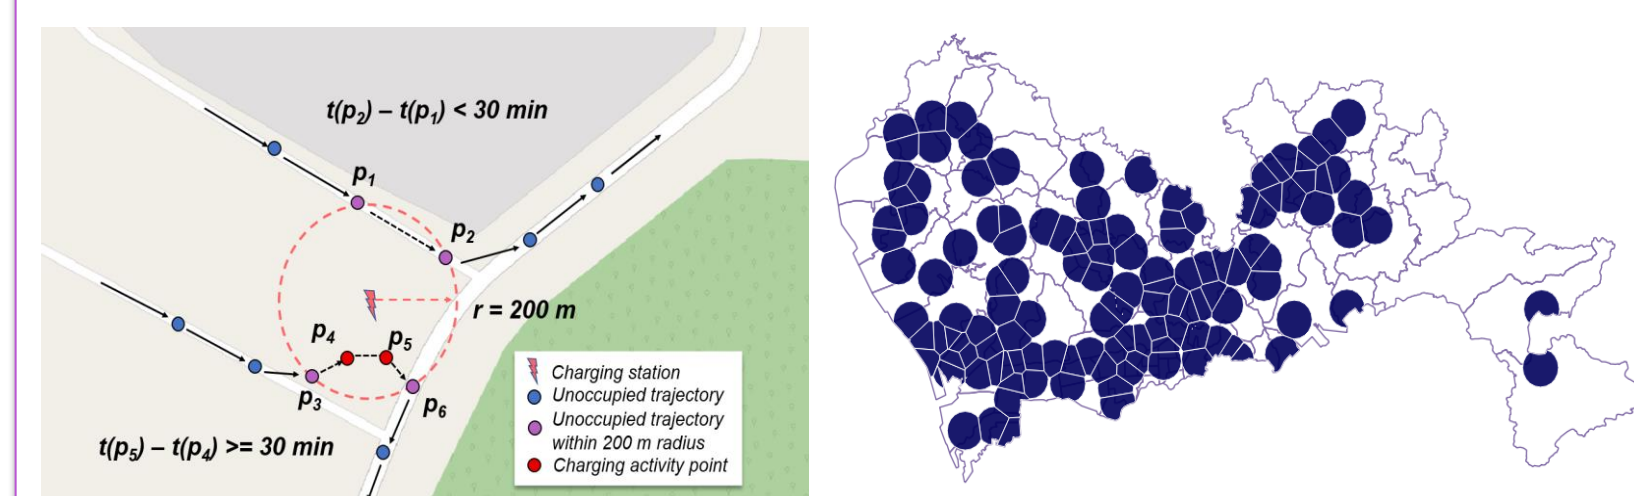 t(p₂) – t(p₁) < 30 min
p₁
p₂
r = 200 m
p₄
p₅
p₃
p₆
t(p₅) – t(p₄) >= 30 min
Charging station
Unoccupied trajectory
Unoccupied trajectory
within 200 m radius
Charging activity point